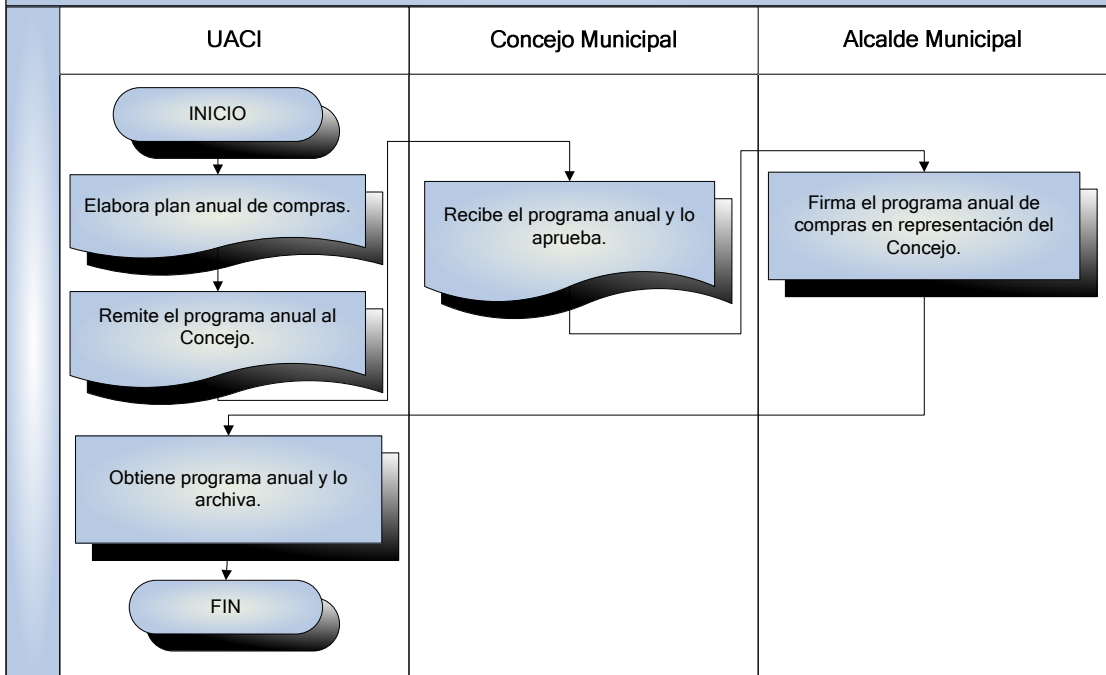 UACI
Concejo Municipal
Alcalde Municipal
INICIO
Elabora plan anual de compras.
Remite el programa anual al
Concejo.
Recibe el programa anual y lo
aprueba.
Firma el programa anual de
compras en representación del
Concejo.
Obtiene programa anual y lo
archiva.
FIN